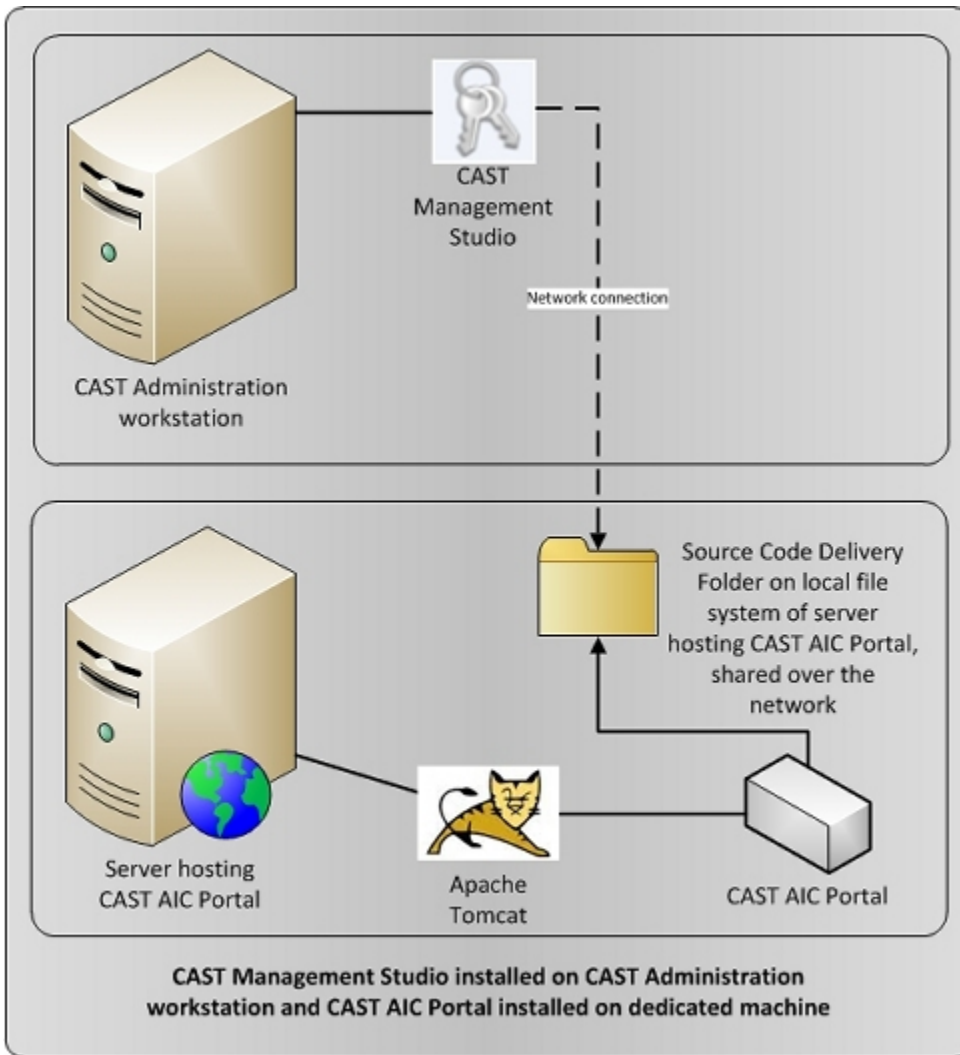 CAST
Management
Studio
Network connection
CAST Administration
workstation
Source Code Delivery
Folder on local file
system of server
hosting CAST AIC Portal,
shared over the
network
Server hosting
CAST AIC Portal
Apache
Tomcat
CAST AIC Portal
CAST Management Studio installed on CAST Administration
workstation and CAST AIC Portal installed on dedicated machine